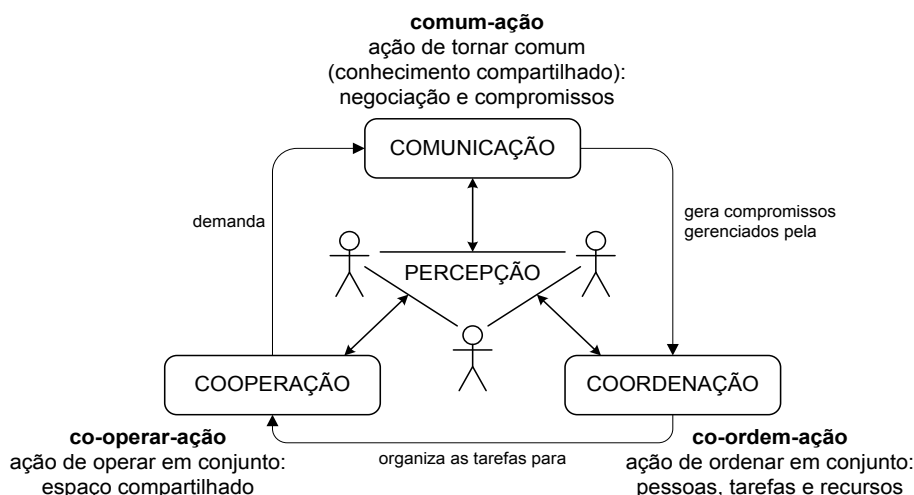 comum-ação
ação de tornar comum
(conhecimento compartilhado):
negociação e compromissos
COMUNICAÇÃO
demanda
gera compromissos
gerenciados pela
PERCEPÇÃO
COOPERAÇÃO
COORDENAÇÃO
co-operar-ação
ação de operar em conjunto:
espaço compartilhado
organiza as tarefas para
co-ordem-ação
ação de ordenar em conjunto:
pessoas, tarefas e recursos